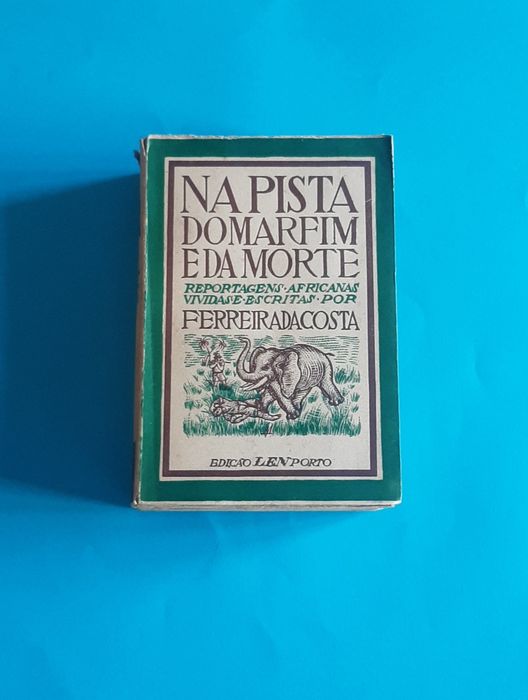 NA PISTA
DO MARFIM
E DA MORTE
REPORTAGENS · AFRICANAS
VIVIDAS E · ESCRITAS · POR
FERREIRA DA COSTA
EDIÇÃO LEN PORTO